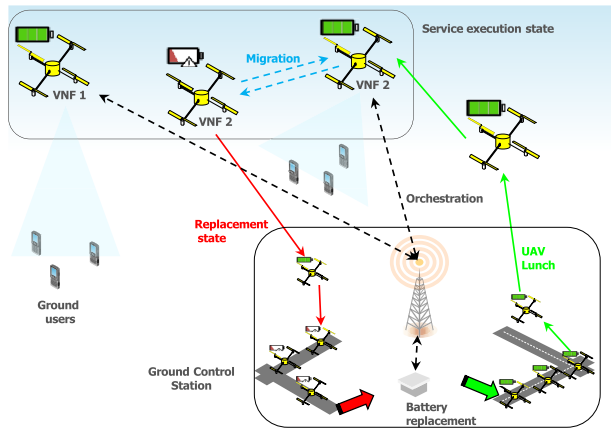 Service execution state
Migration
VNF 1
VNF 2
VNF 2
Orchestration
Replacement
state
UAV
Lunch
Ground
users
Ground Control
Station
Battery
replacement